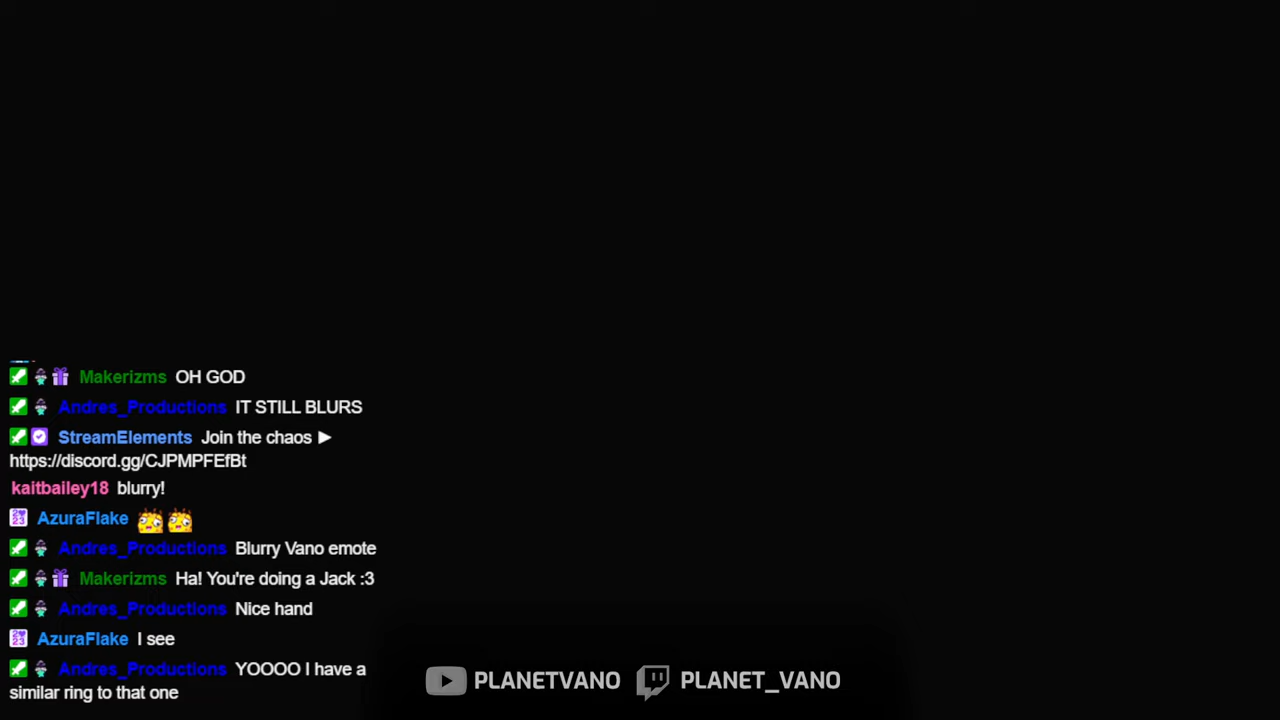 Makerizms OH GOD
Andres_Productions IT STILL BLURS
StreamElements Join the chaos ▶
https://discord.gg/CJPMPFEfBt
kaitbailey18 blurry!
AzuraFlake
Andres_Productions Blurry Vano emote
Makerizms Ha! You're doing a Jack :3
Andres_Productions Nice hand
AzuraFlake I see
Andres_Productions YOOOO I have a
similar ring to that one
PLANETVANO PLANET_VANO